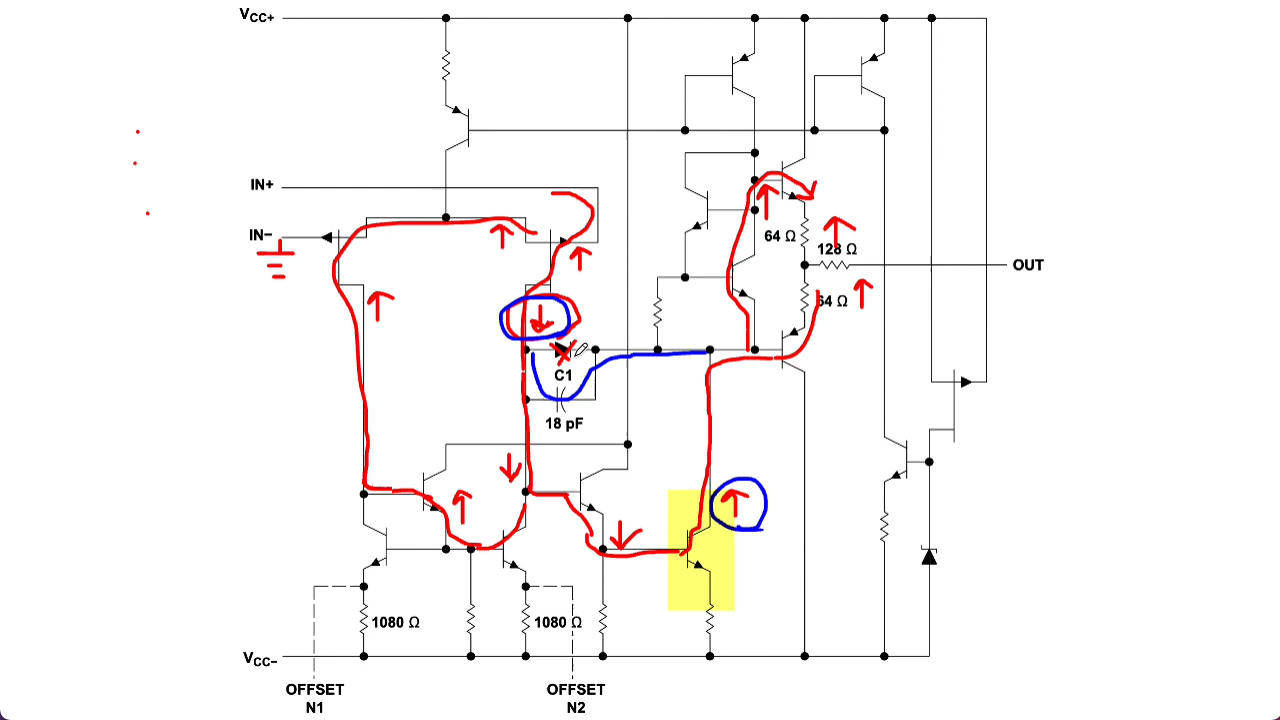 VCC+
IN+
IN−
64 Ω
128 Ω
OUT
64 Ω
C1
18 pF
1080 Ω
1080 Ω
VCC−
OFFSET
N1
OFFSET
N2